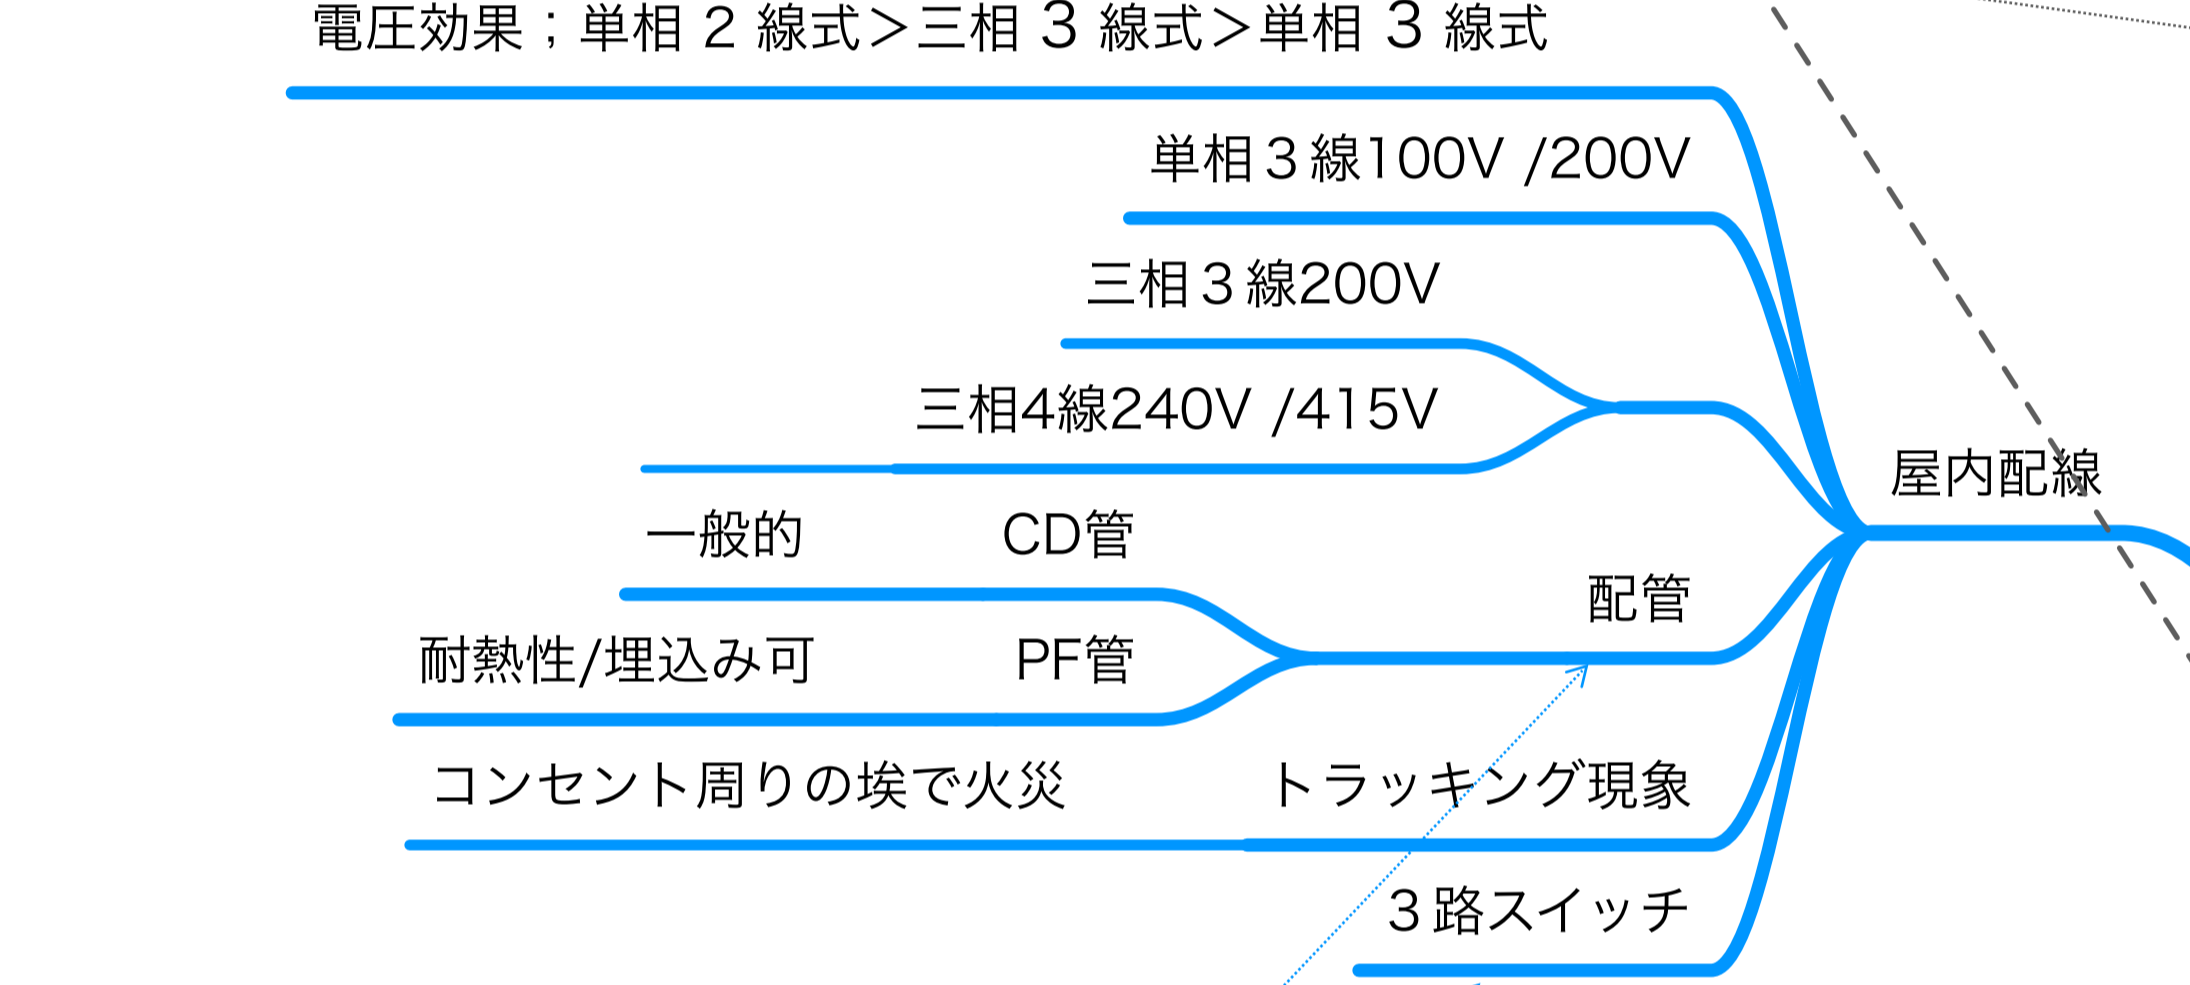 電圧効果；単相２線式＞三相３線式＞単相３線式
単相３線100V /200V
三相３線200V
三相4線240V /415V
屋内配線
一般的 CD管
配管
耐熱性/埋込み可 PF管
コンセント周りの埃で火災 トラッキング現象
３路スイッチ